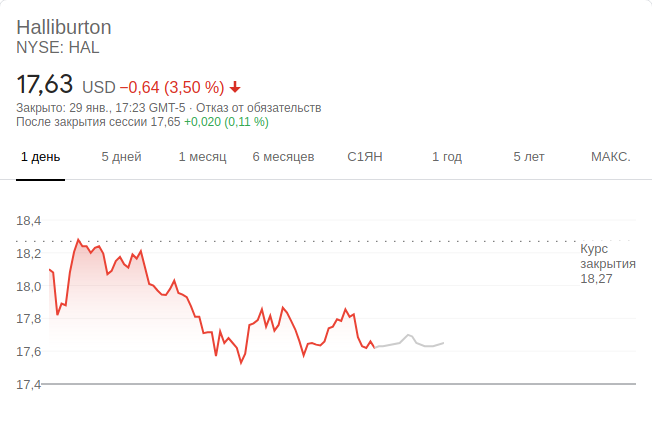 Halliburton
NYSE: HAL
17,63 USD −0,64 (3,50 %)
Закрыто: 29 янв., 17:23 GMT-5 · Отказ от обязательств
После закрытия сессии 17,65 +0,020 (0,11 %)
1 день 5 дней 1 месяц 6 месяцев С1ЯН 1 год 5 лет МАКС.
18,4
18,2
18,0
17,8
17,6
17,4
Курс
закрытия
18,27